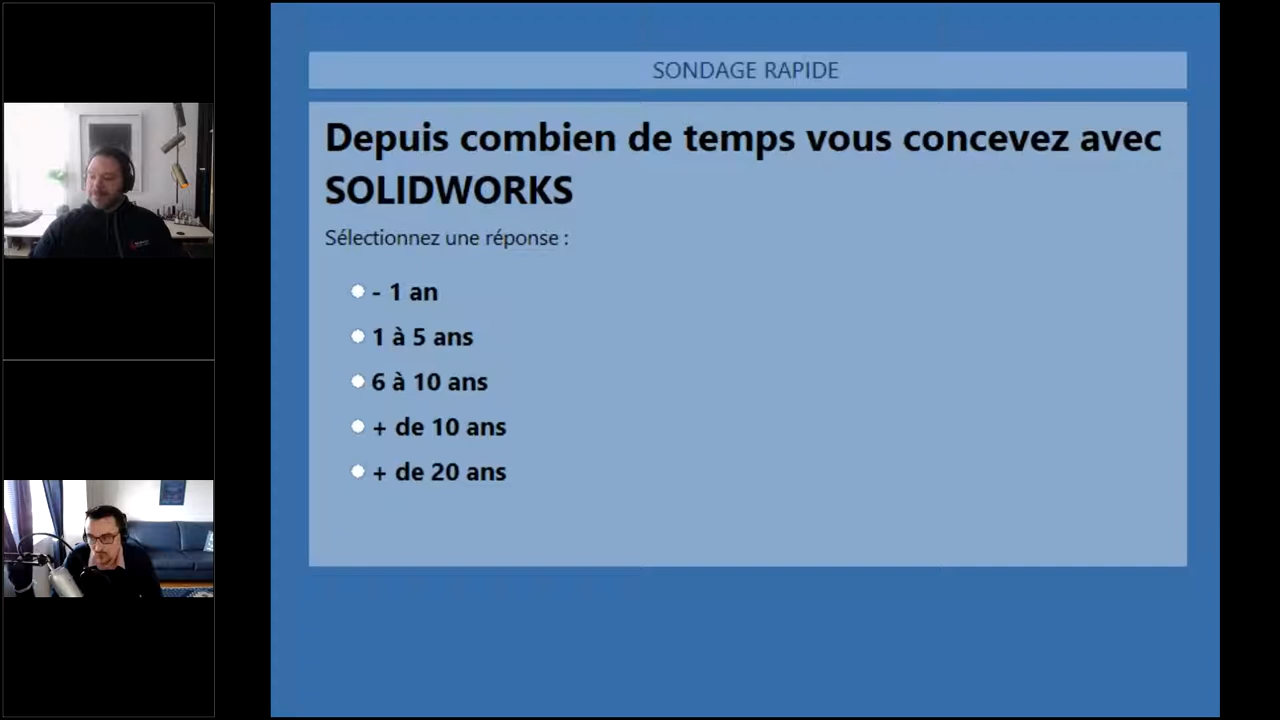 SONDAGE RAPIDE
Depuis combien de temps vous concevez avec
SOLIDWORKS
Sélectionnez une réponse :
- 1 an
1 à 5 ans
6 à 10 ans
+ de 10 ans
+ de 20 ans